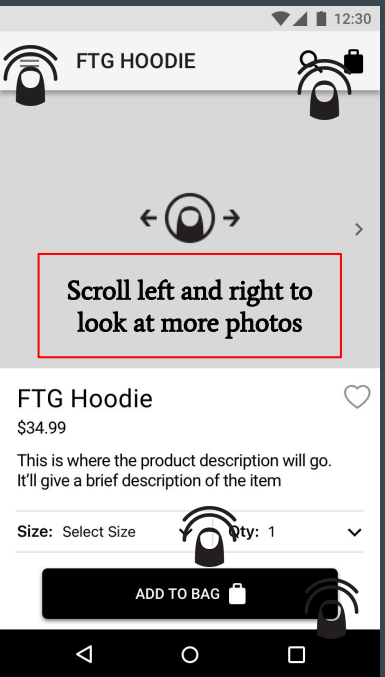 12:30
FTG HOODIE
Scroll left and right to
look at more photos
FTG Hoodie
$34.99
This is where the product description will go.
It’ll give a brief description of the item
Size: Select Size Qty: 1
ADD TO BAG